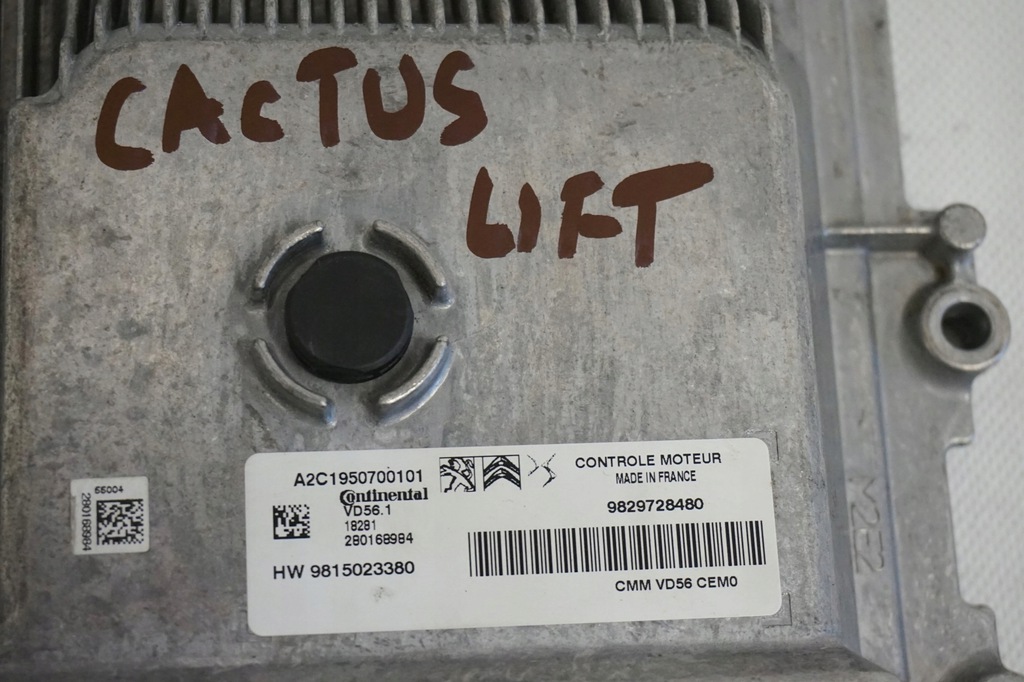 CACTUS
LIFT
A2C1950700101
Continental
VD56.1
18281
280168984
HW 9815023380
CONTROLE MOTEUR
MADE IN FRANCE
9829728480
CMM VD56 CEM0
55004
280168984